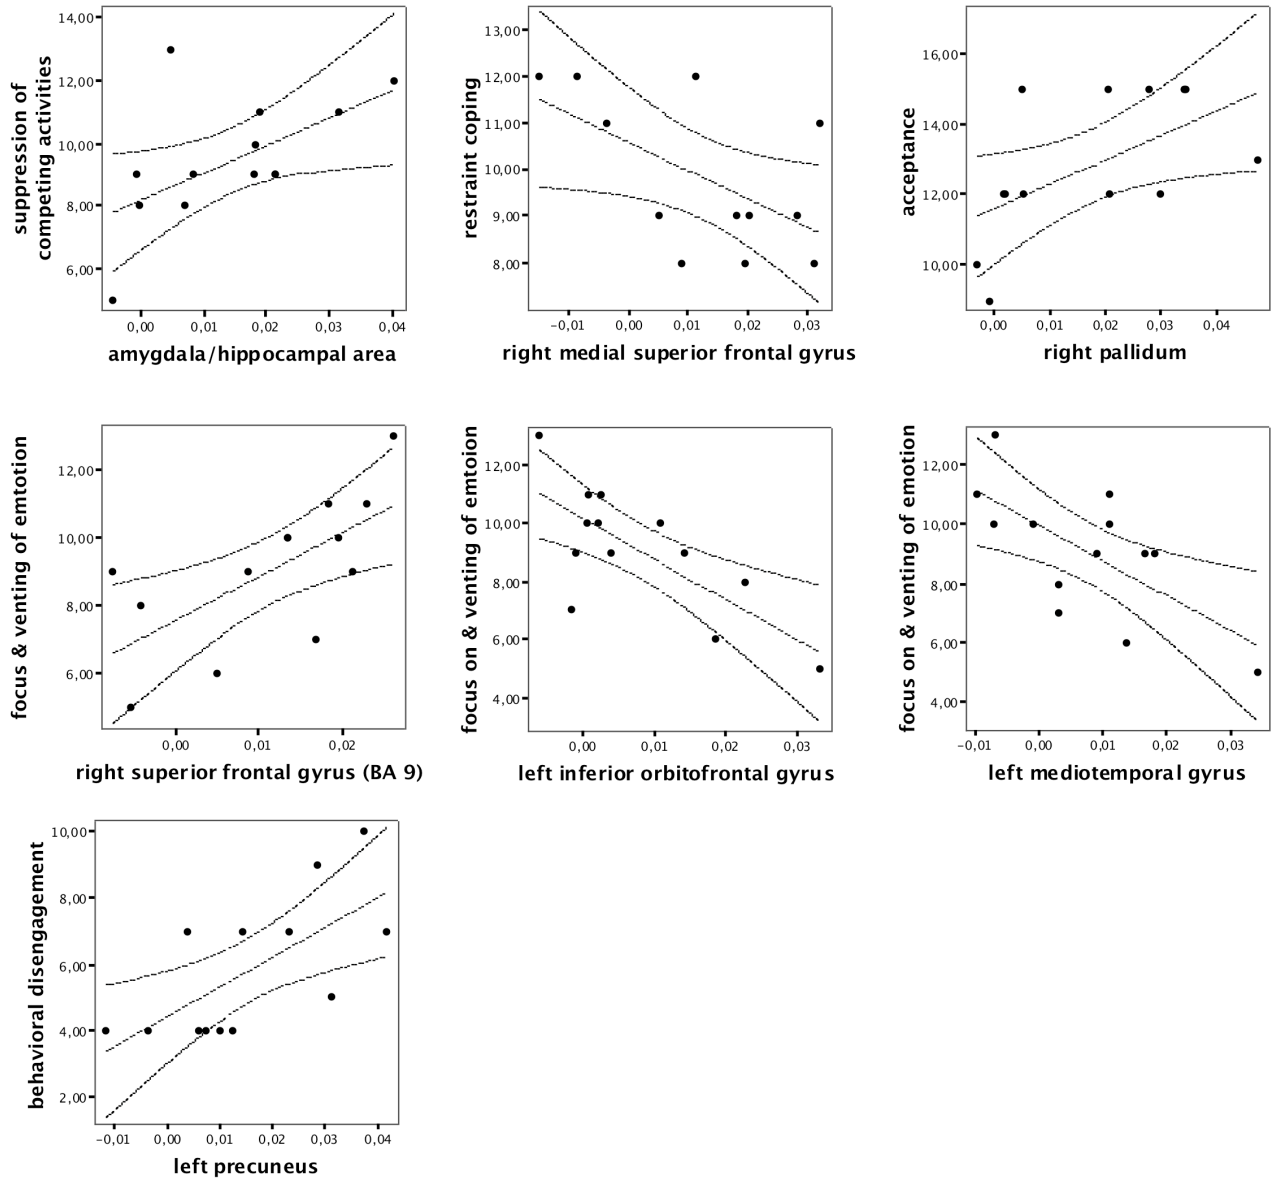 14,00
12,00
10,00
8,00
6,00
suppression of
competing activities
0,00 0,01 0,02 0,03 0,04
amygdala/hippocampal area
13,00
12,00
11,00
10,00
9,00
8,00
restraint coping
−0,01 0,00 0,01 0,02 0,03
right medial superior frontal gyrus
16,00
14,00
12,00
10,00
acceptance
0,00 0,01 0,02 0,03 0,04
right pallidum
12,00
10,00
8,00
6,00
focus & venting of emtotion
0,00 0,01 0,02
right superior frontal gyrus (BA 9)
12,00
10,00
8,00
6,00
4,00
focus on & venting of emtoion
0,00 0,01 0,02 0,03
left inferior orbitofrontal gyrus
12,00
10,00
8,00
6,00
4,00
focus on & venting of emotion
−0,01 0,00 0,01 0,02 0,03
left mediotemporal gyrus
10,00
8,00
6,00
4,00
2,00
behavioral disengagement
−0,01 0,00 0,01 0,02 0,03 0,04
left precuneus